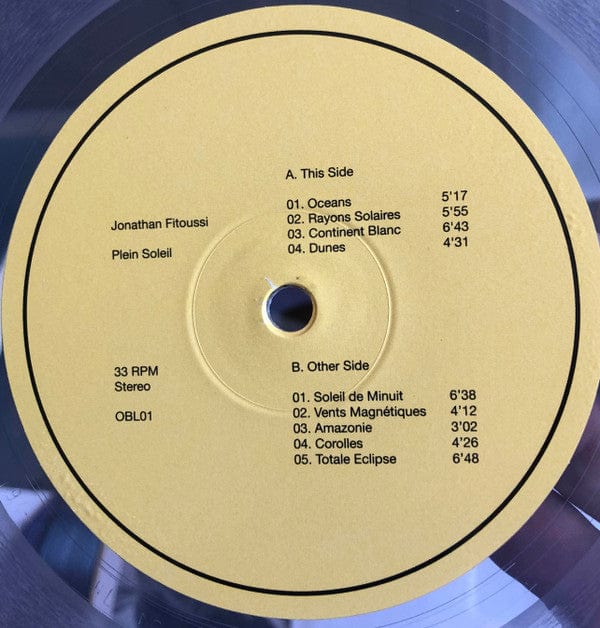 Jonathan Fitoussi
Plein Soleil
A. This Side
01. Oceans 5'17
02. Rayons Solaires 5'55
03. Continent Blanc 6'43
04. Dunes 4'31
33 RPM
Stereo
OBL01
B. Other Side
01. Soleil de Minuit 6'38
02. Vents Magnétiques 4'12
03. Amazonie 3'02
04. Corolles 4'26
05. Totale Eclipse 6'48